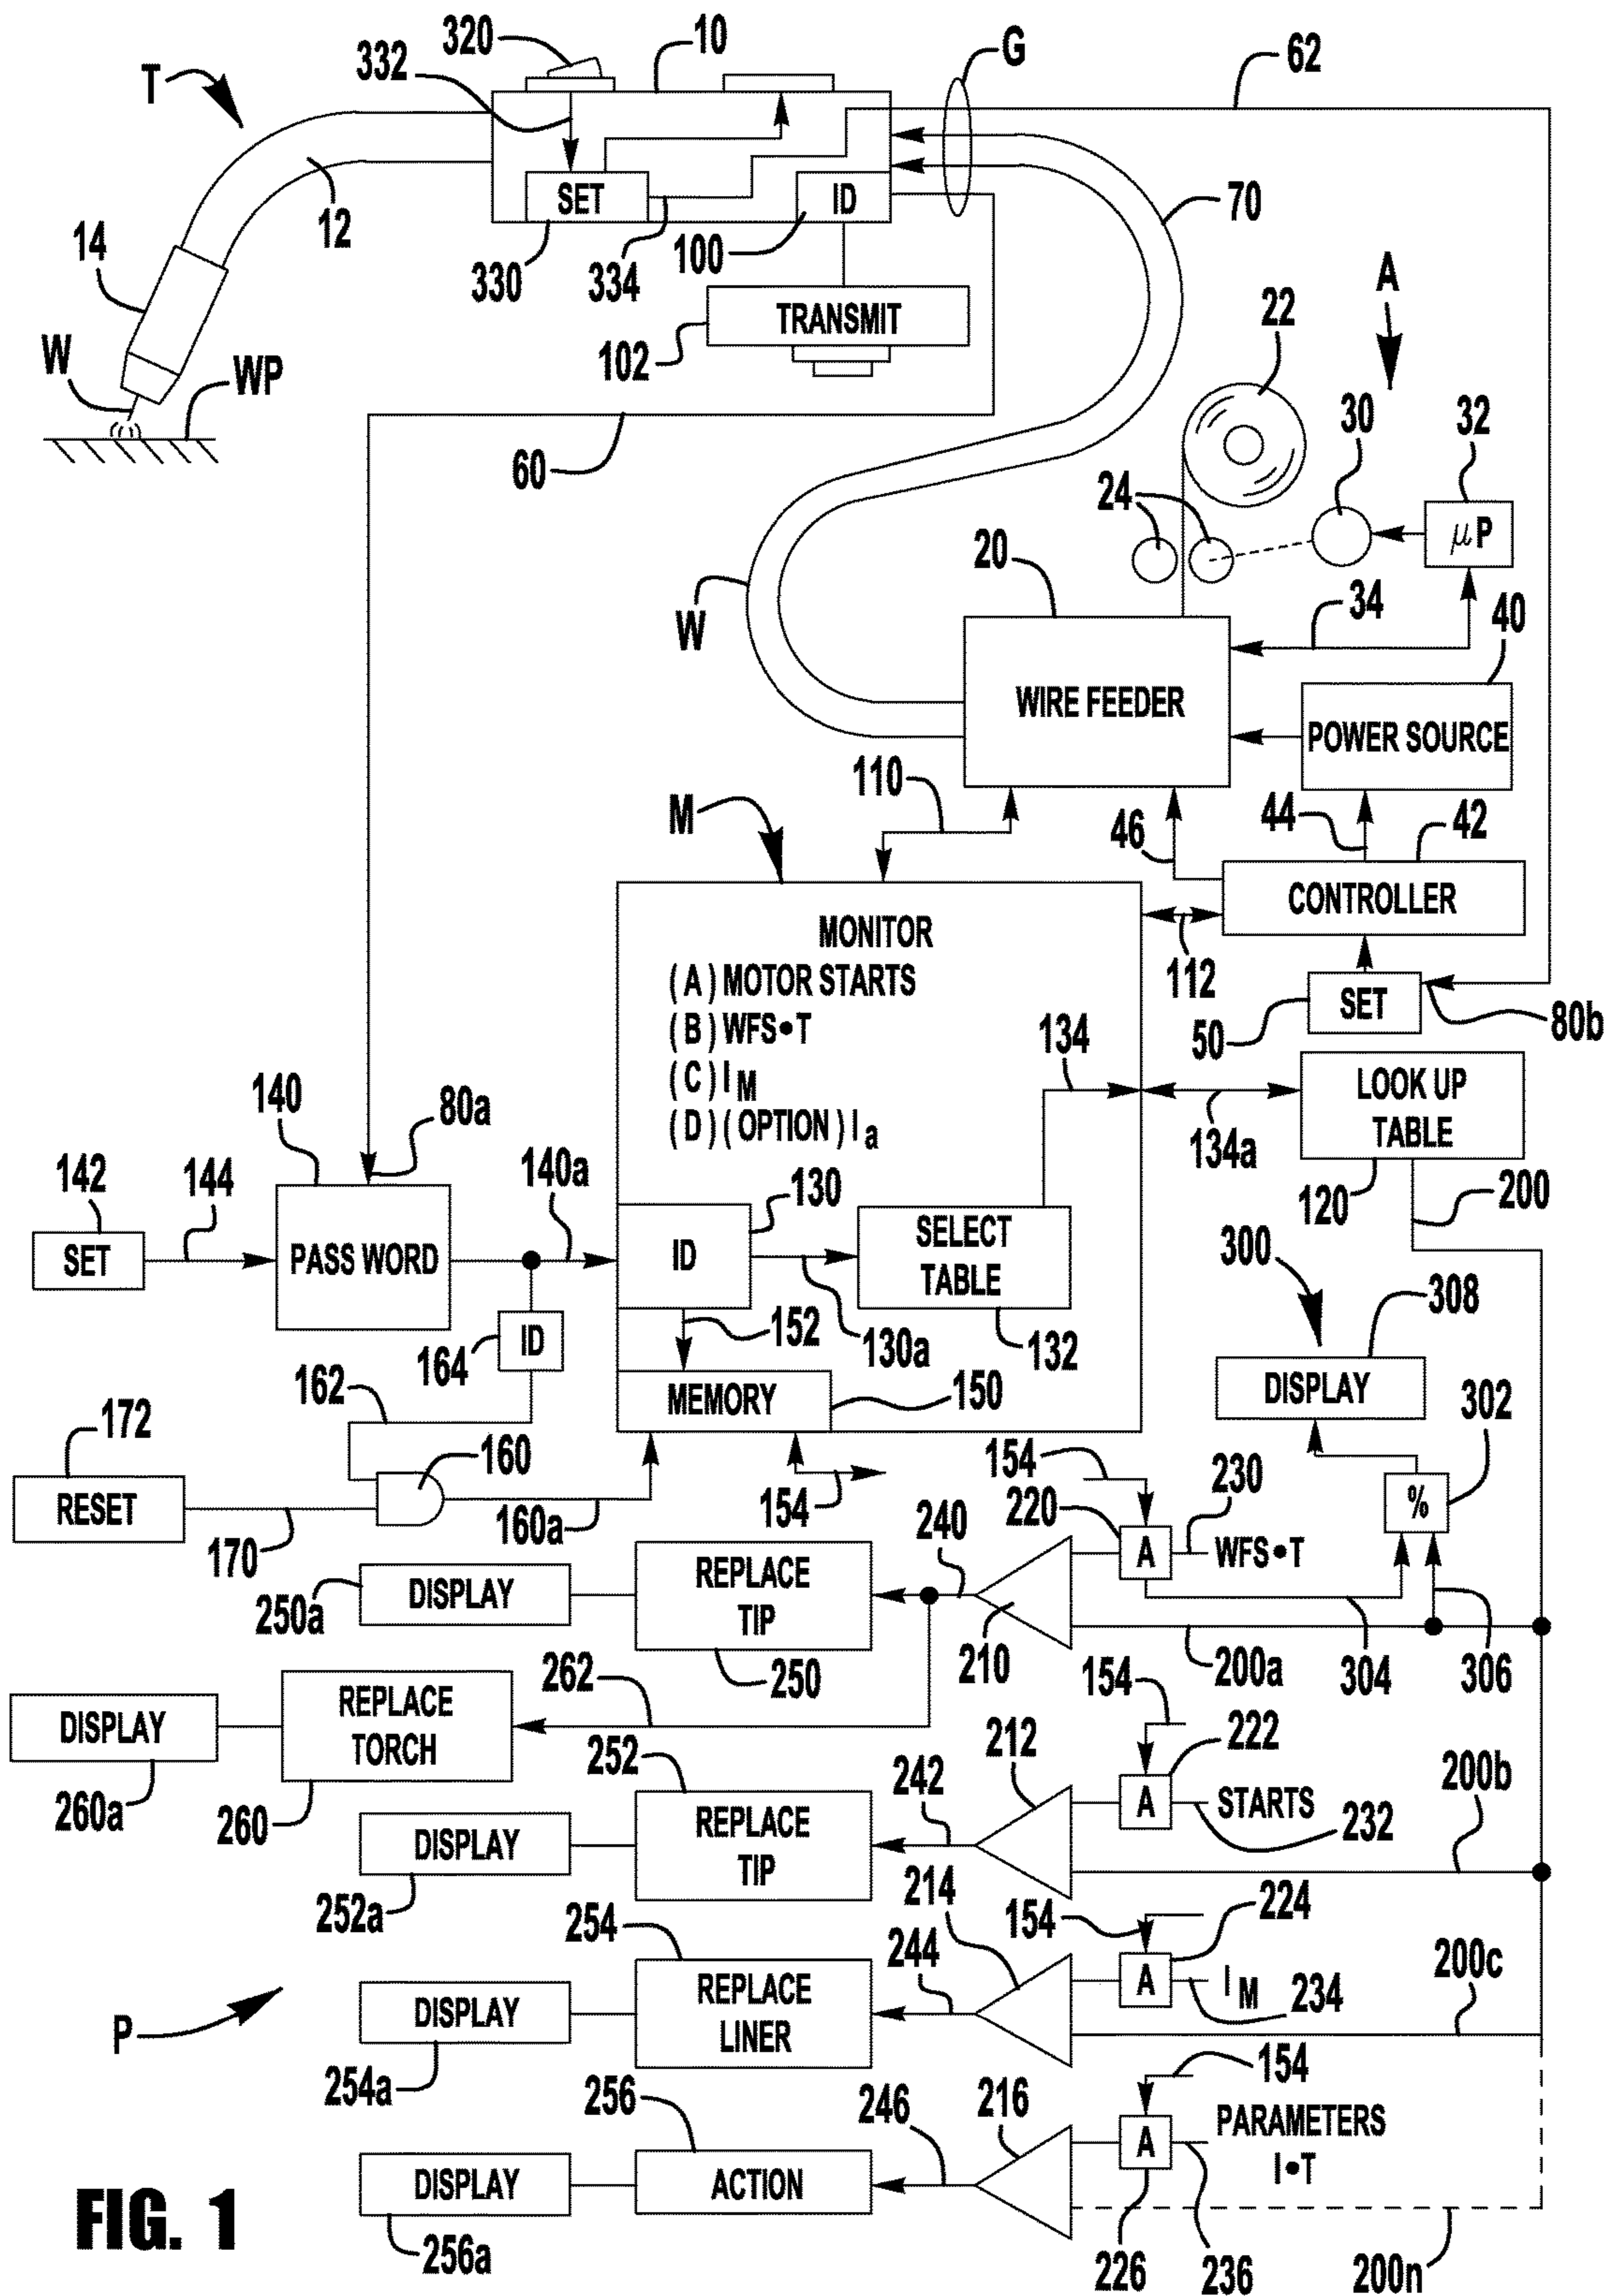 320
10
G
62
332
T
SET
ID
12
70
14
330
334
100
A
TRANSMIT
22
W
WP
102
30
32
60
24
μP
20
W
34
40
WIRE FEEDER
POWER SOURCE
110
M
46
44
42
CONTROLLER
MONITOR
(A) MOTOR STARTS
112
SET
(B) WFS•T
134
50
80b
(C) IM
140
80a
LOOK UP
TABLE
(D) (OPTION) Ia
134a
142
144
140a
130
120
200
SET
PASS WORD
ID
SELECT
TABLE
300
308
152
130a
132
164
ID
162
MEMORY
150
DISPLAY
302
172
160
154
230
RESET
154
220
%
170
160a
240
A
WFS•T
DISPLAY
REPLACE
TIP
250a
250
210
200a
304
306
262
154
DISPLAY
REPLACE
TORCH
252
212
222
242
200b
260a
260
A
STARTS
DISPLAY
REPLACE
TIP
232
252a
214
154
224
254
244
200c
A
IM
234
DISPLAY
REPLACE
LINER
P
254a
154
256
246
216
PARAMETERS
I•T
A
DISPLAY
ACTION
FIG. 1
256a
226
236
200n